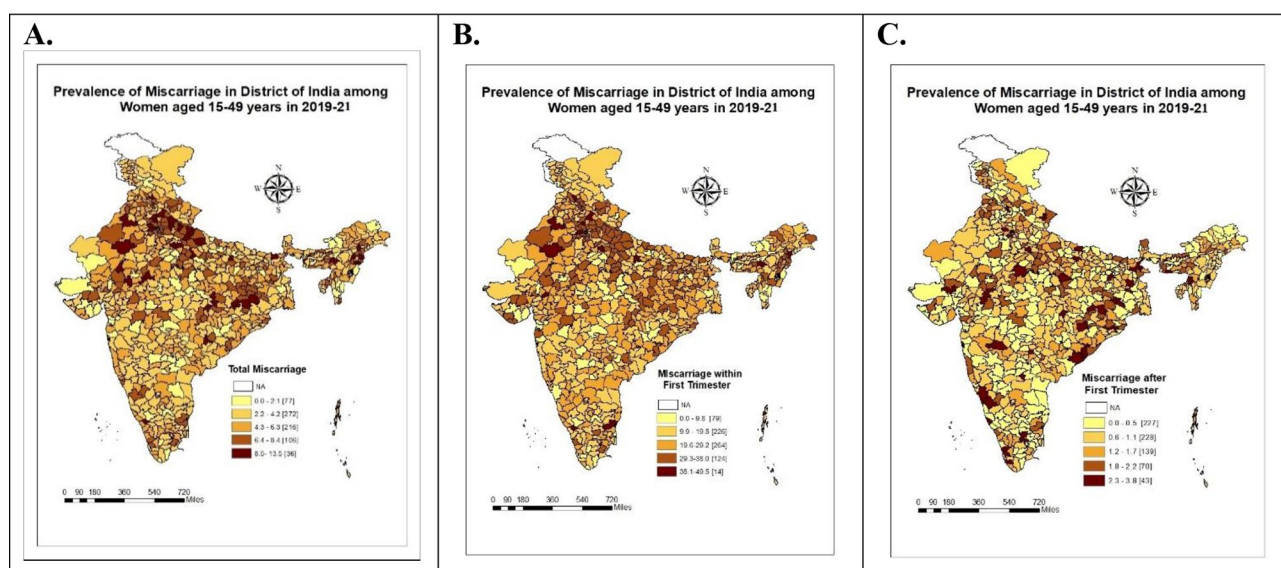 A.
Prevalence of Miscarriage in District of India among
Women aged 15-49 years in 2019-21
N
W E
S
Total Miscarriage
NA
0.0 - 2.1 [77]
2.2 - 4.2 [272]
4.3 - 6.3 [216]
6.4 - 8.4 [106]
8.5- 13.5 [36]
0 90 180 360 540 720
Miles
B.
Prevalence of Miscarriage in District of India among
Women aged 15-49 years in 2019-21
N
W E
S
Miscarriage within
First Trimester
NA
0.0 - 9.8 [79]
9.9 - 19.5 [226]
19.6-29.2 [264]
29.3-38.0 [124]
38.1-49.5 [14]
0 90 180 360 540 720
Miles
C.
Prevalence of Miscarriage in District of India among
Women aged 15-49 years in 2019-21
N
W E
S
Miscarriage after
First Trimester
NA
0.0 - 0.5 [227]
0.6 - 1.1 [228]
1.2 - 1.7 [139]
1.8 - 2.2 [70]
2.3 - 3.8 [43]
0 90 180 360 540 720
Miles